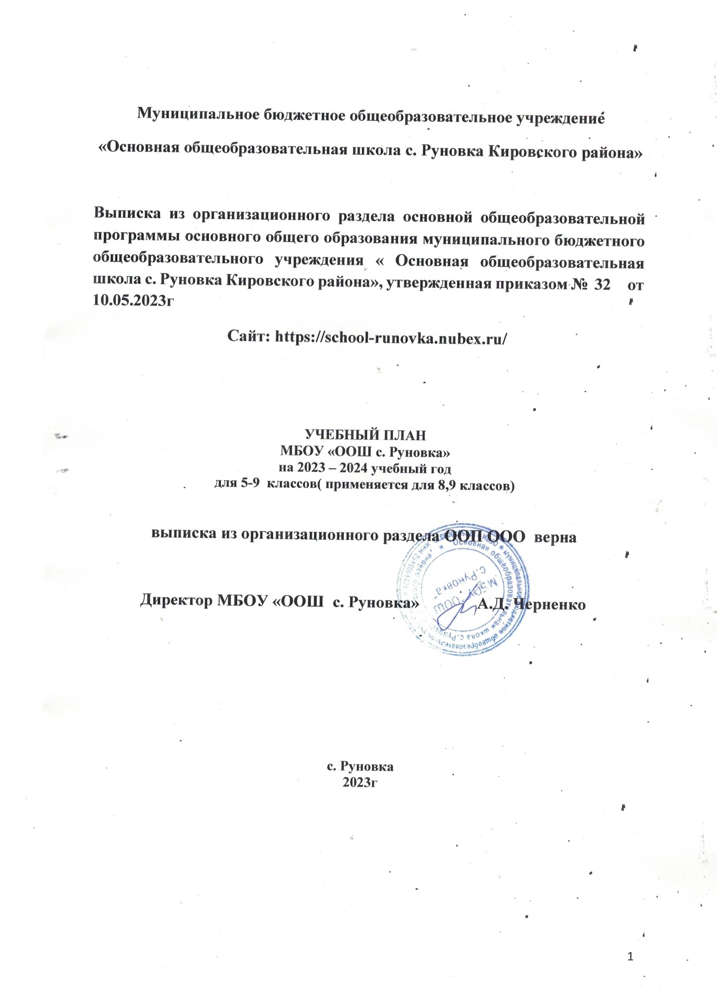 Муниципальное бюджетное общеобразовательное учреждение
«Основная общеобразовательная школа с. Руновка Кировского района»
Выписка из организационного раздела основной общеобразовательной
программы основного общего образования муниципального бюджетного
общеобразовательного учреждения « Основная общеобразовательная
школа с. Руновка Кировского района», утвержденная приказом № 32 от
10.05.2023г
Сайт: https://school-runovka.nubex.ru/
УЧЕБНЫЙ ПЛАН
МБОУ «ООШ с. Руновка»
на 2023 – 2024 учебный год
для 5-9 классов( применяется для 8,9 классов)
выписка из организационного раздела ООП ООО верна
Директор МБОУ «ООШ с. Руновка» А.Д. Черненко
МБОУ "ООШ
с.Руновка"
"Основная общеобразовательная школа с.Руновка района"
муниципальное бюджетное общеобразовательное
с. Руновка
2023г
1